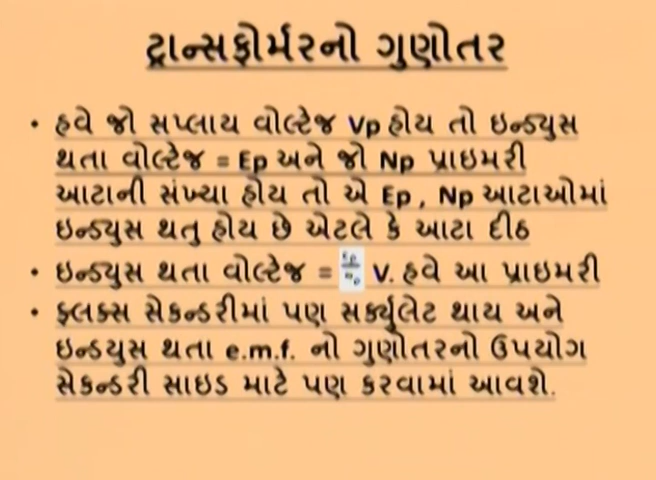 ટ્રાન્સફોર્મરનો ગુણોતર
• હવે જો સપ્લાય વોલ્ટેજ Vp હોય તો ઇન્ડ્યુસ
થતા વોલ્ટેજ = Ep અને જો Np પ્રાઇમરી
આટાની સંખ્યા હોય તો એ Ep , Np આટાઓમાં
ઇન્ડ્યુસ થતુ હોય છે એટલે કે આટા દીઠ
• ઇન્ડ્યુસ થતા વોલ્ટેજ = V. હવે આ પ્રાઇમરી
• ફ્લક્સ સેકન્ડરીમાં પણ સર્ક્યુલેટ થાય અને
ઇન્ડયુસ થતા e.m.f. નો ગુણોતરનો ઉપયોગ
સેકન્ડરી સાઇડ માટે પણ કરવામાં આવશે.